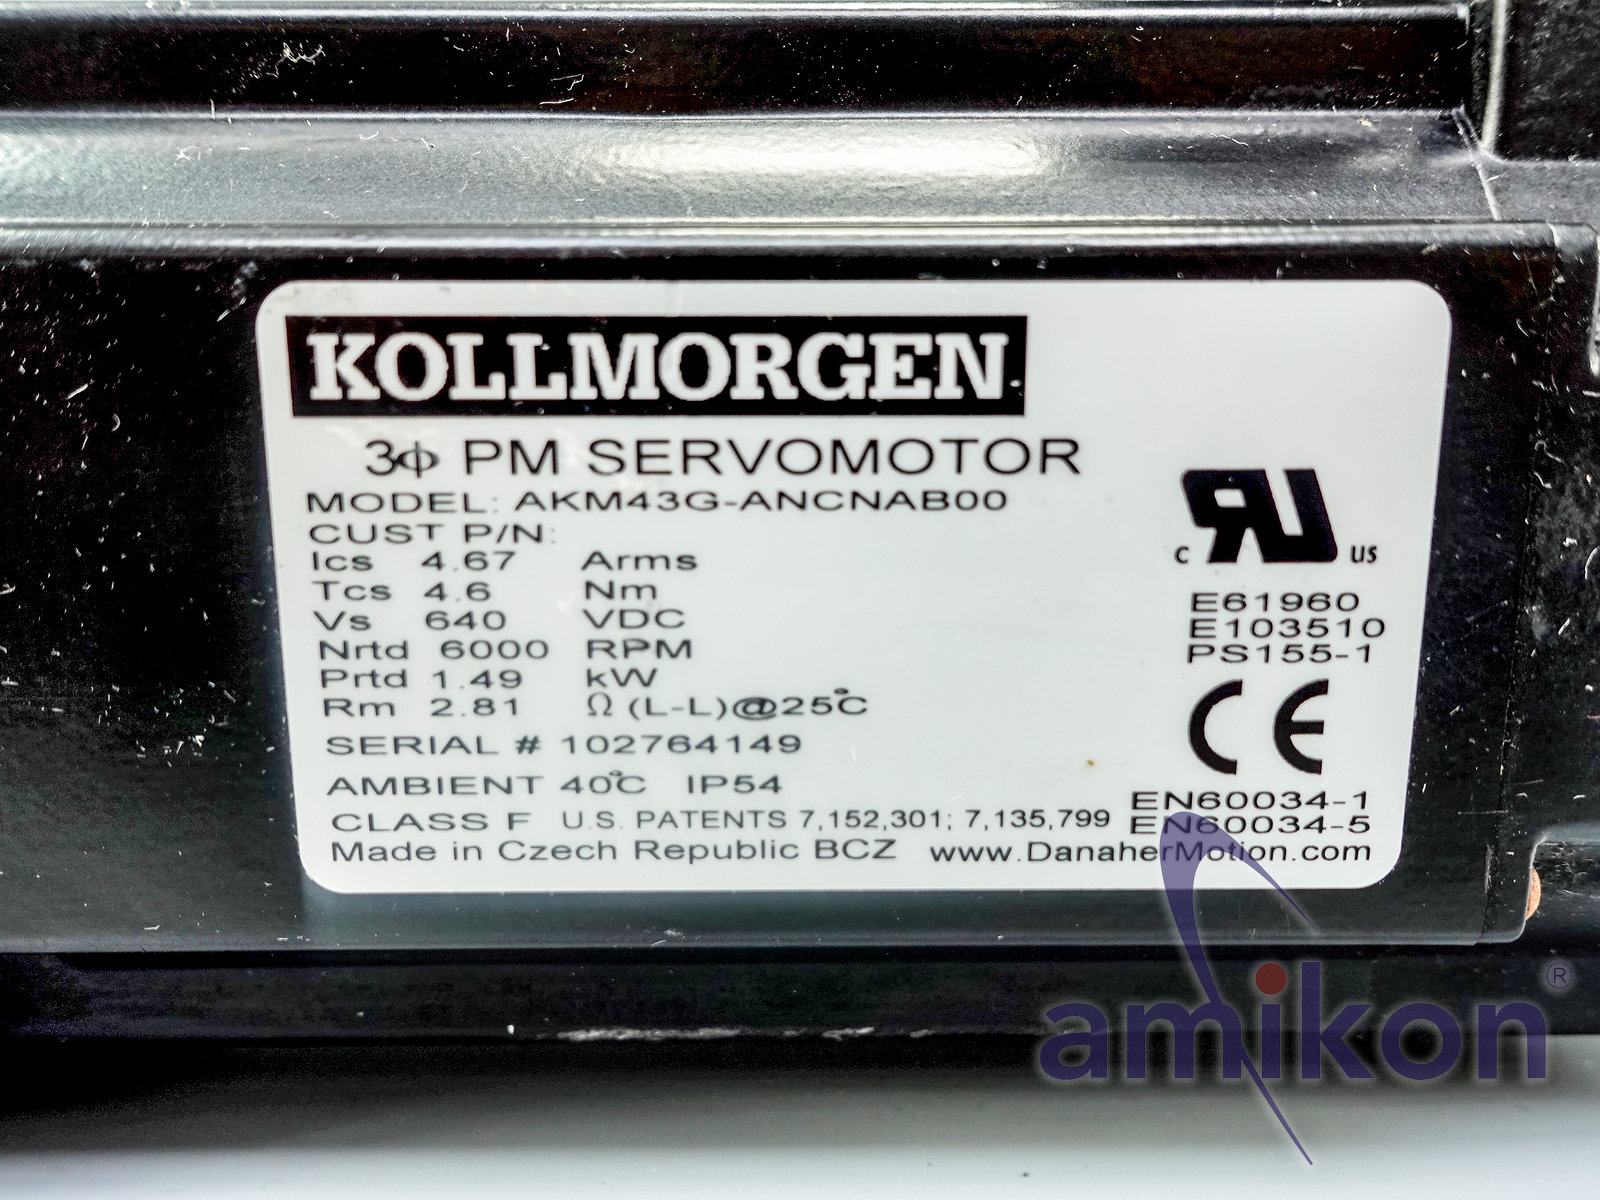 KOLLMORGEN
3ϕ PM SERVOMOTOR
MODEL: AKM43G-ANCNAB00
CUST P/N:
Ics 4.67 Arms
Tcs 4.6 Nm
Vs 640 VDC
Nrtd 6000 RPM
Prtd 1.49 kW
Rm 2.81 Ω (L-L)@25°C
SERIAL # 102764149
AMBIENT 40°C IP54
CLASS F U.S. PATENTS 7,152,301; 7,135,799
Made in Czech Republic BCZ www.DanaherMotion.com
c RU us
E61960
E103510
PS155-1
CE
EN60034-1
EN60034-5
amikon®